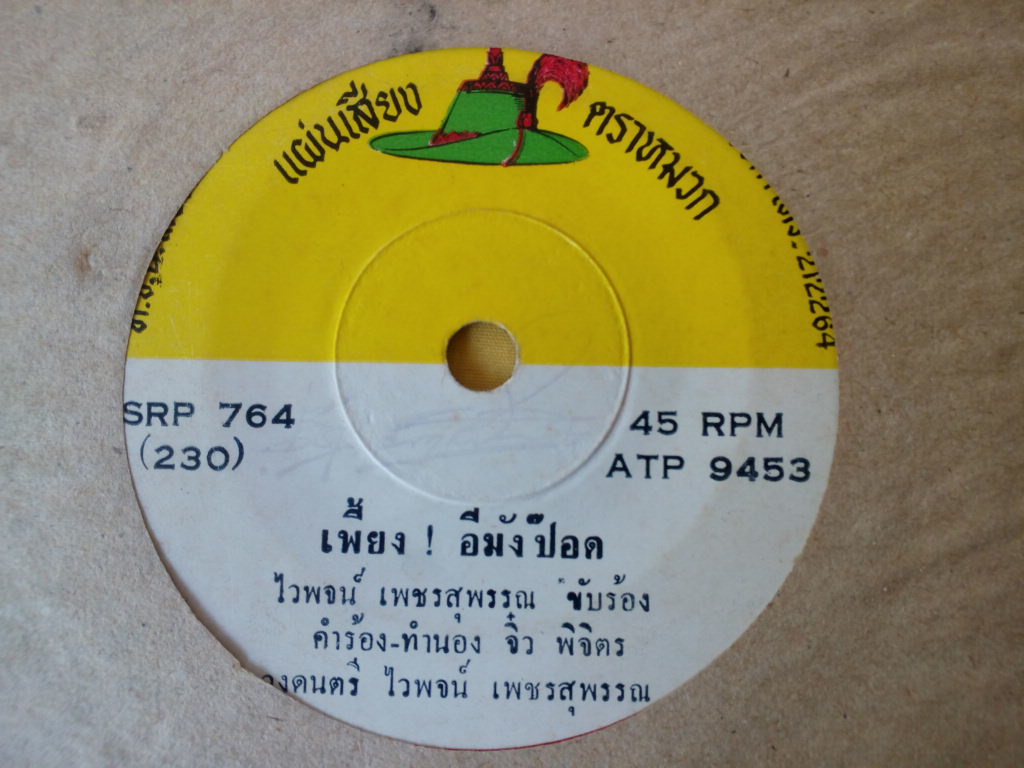 แผ่นเสียง ตราหมวก
SRP 764
(230)
45 RPM
ATP 9453
เพี้ยง ! อีมังป๊อด
ไวพจน์ เพชรสุพรรณ ขับร้อง
คำร้อง-ทำนอง จิ๋ว พิจิตร
ไวพจน์ เพชรสุพรรณ